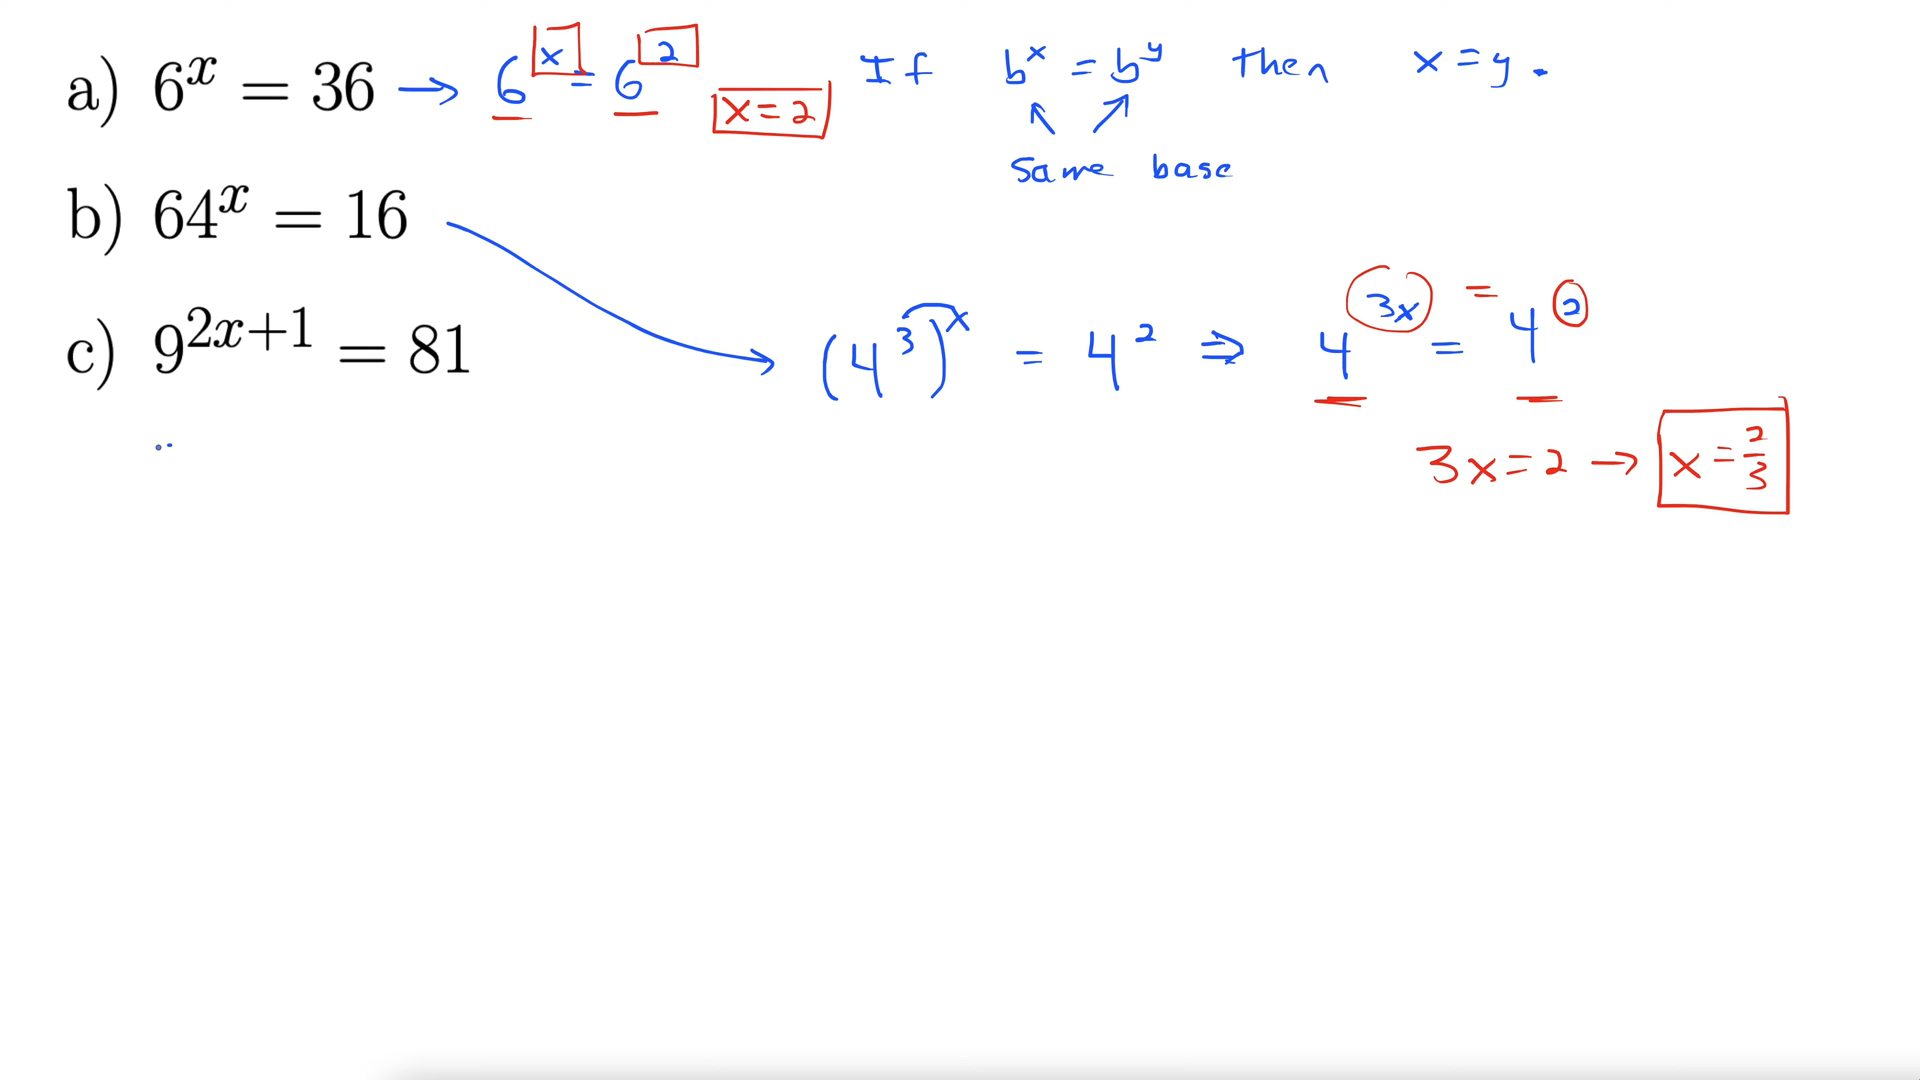 a) 6^x = 36 → 6^x = 6^2 x = 2 If b^x = b^y then x = y.
Same base
b) 64^x = 16
(4^3)^x = 4^2 ⇒ 4^3x = 4^2 =
c) 9^2x+1 = 81
3x = 2 → x = 2/3